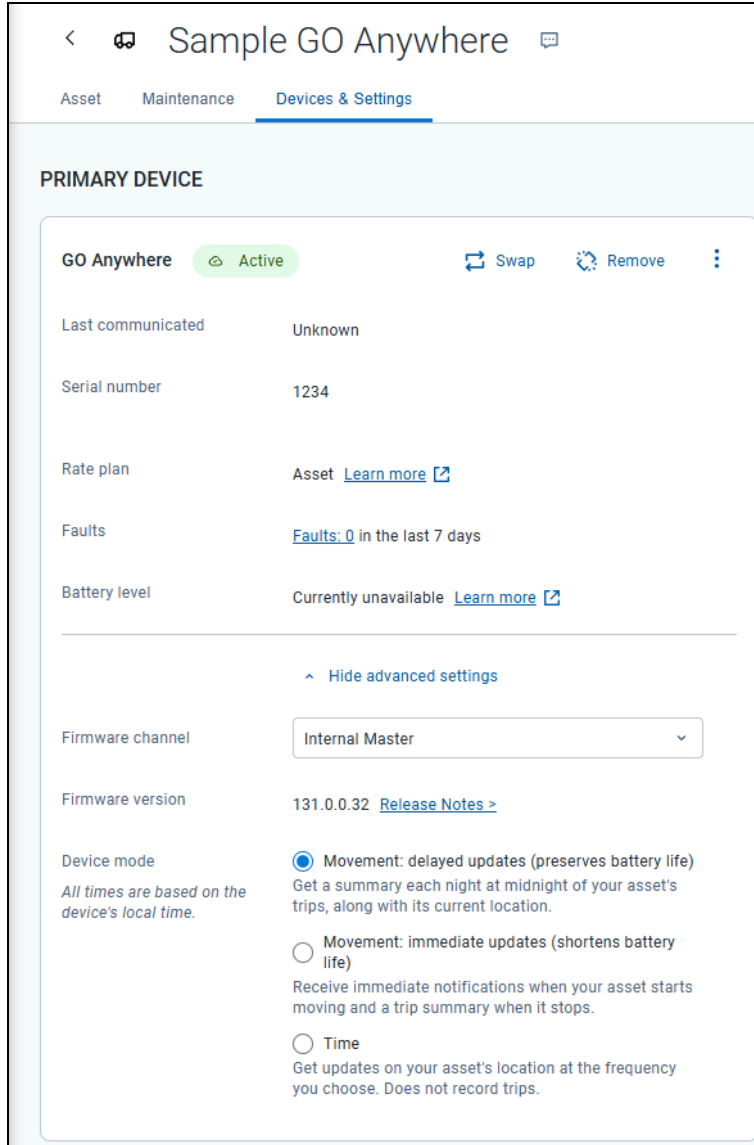 Sample GO Anywhere
Asset Maintenance Devices & Settings
PRIMARY DEVICE
GO Anywhere Active Swap Remove
Last communicated Unknown
Serial number 1234
Rate plan Asset Learn more
Faults Faults: 0 in the last 7 days
Battery level Currently unavailable Learn more
Hide advanced settings
Firmware channel Internal Master
Firmware version 131.0.0.32 Release Notes >
Device mode
All times are based on the
device's local time.
Movement: delayed updates (preserves battery life)
Get a summary each night at midnight of your asset's
trips, along with its current location.
Movement: immediate updates (shortens battery
life)
Receive immediate notifications when your asset starts
moving and a trip summary when it stops.
Time
Get updates on your asset's location at the frequency
you choose. Does not record trips.